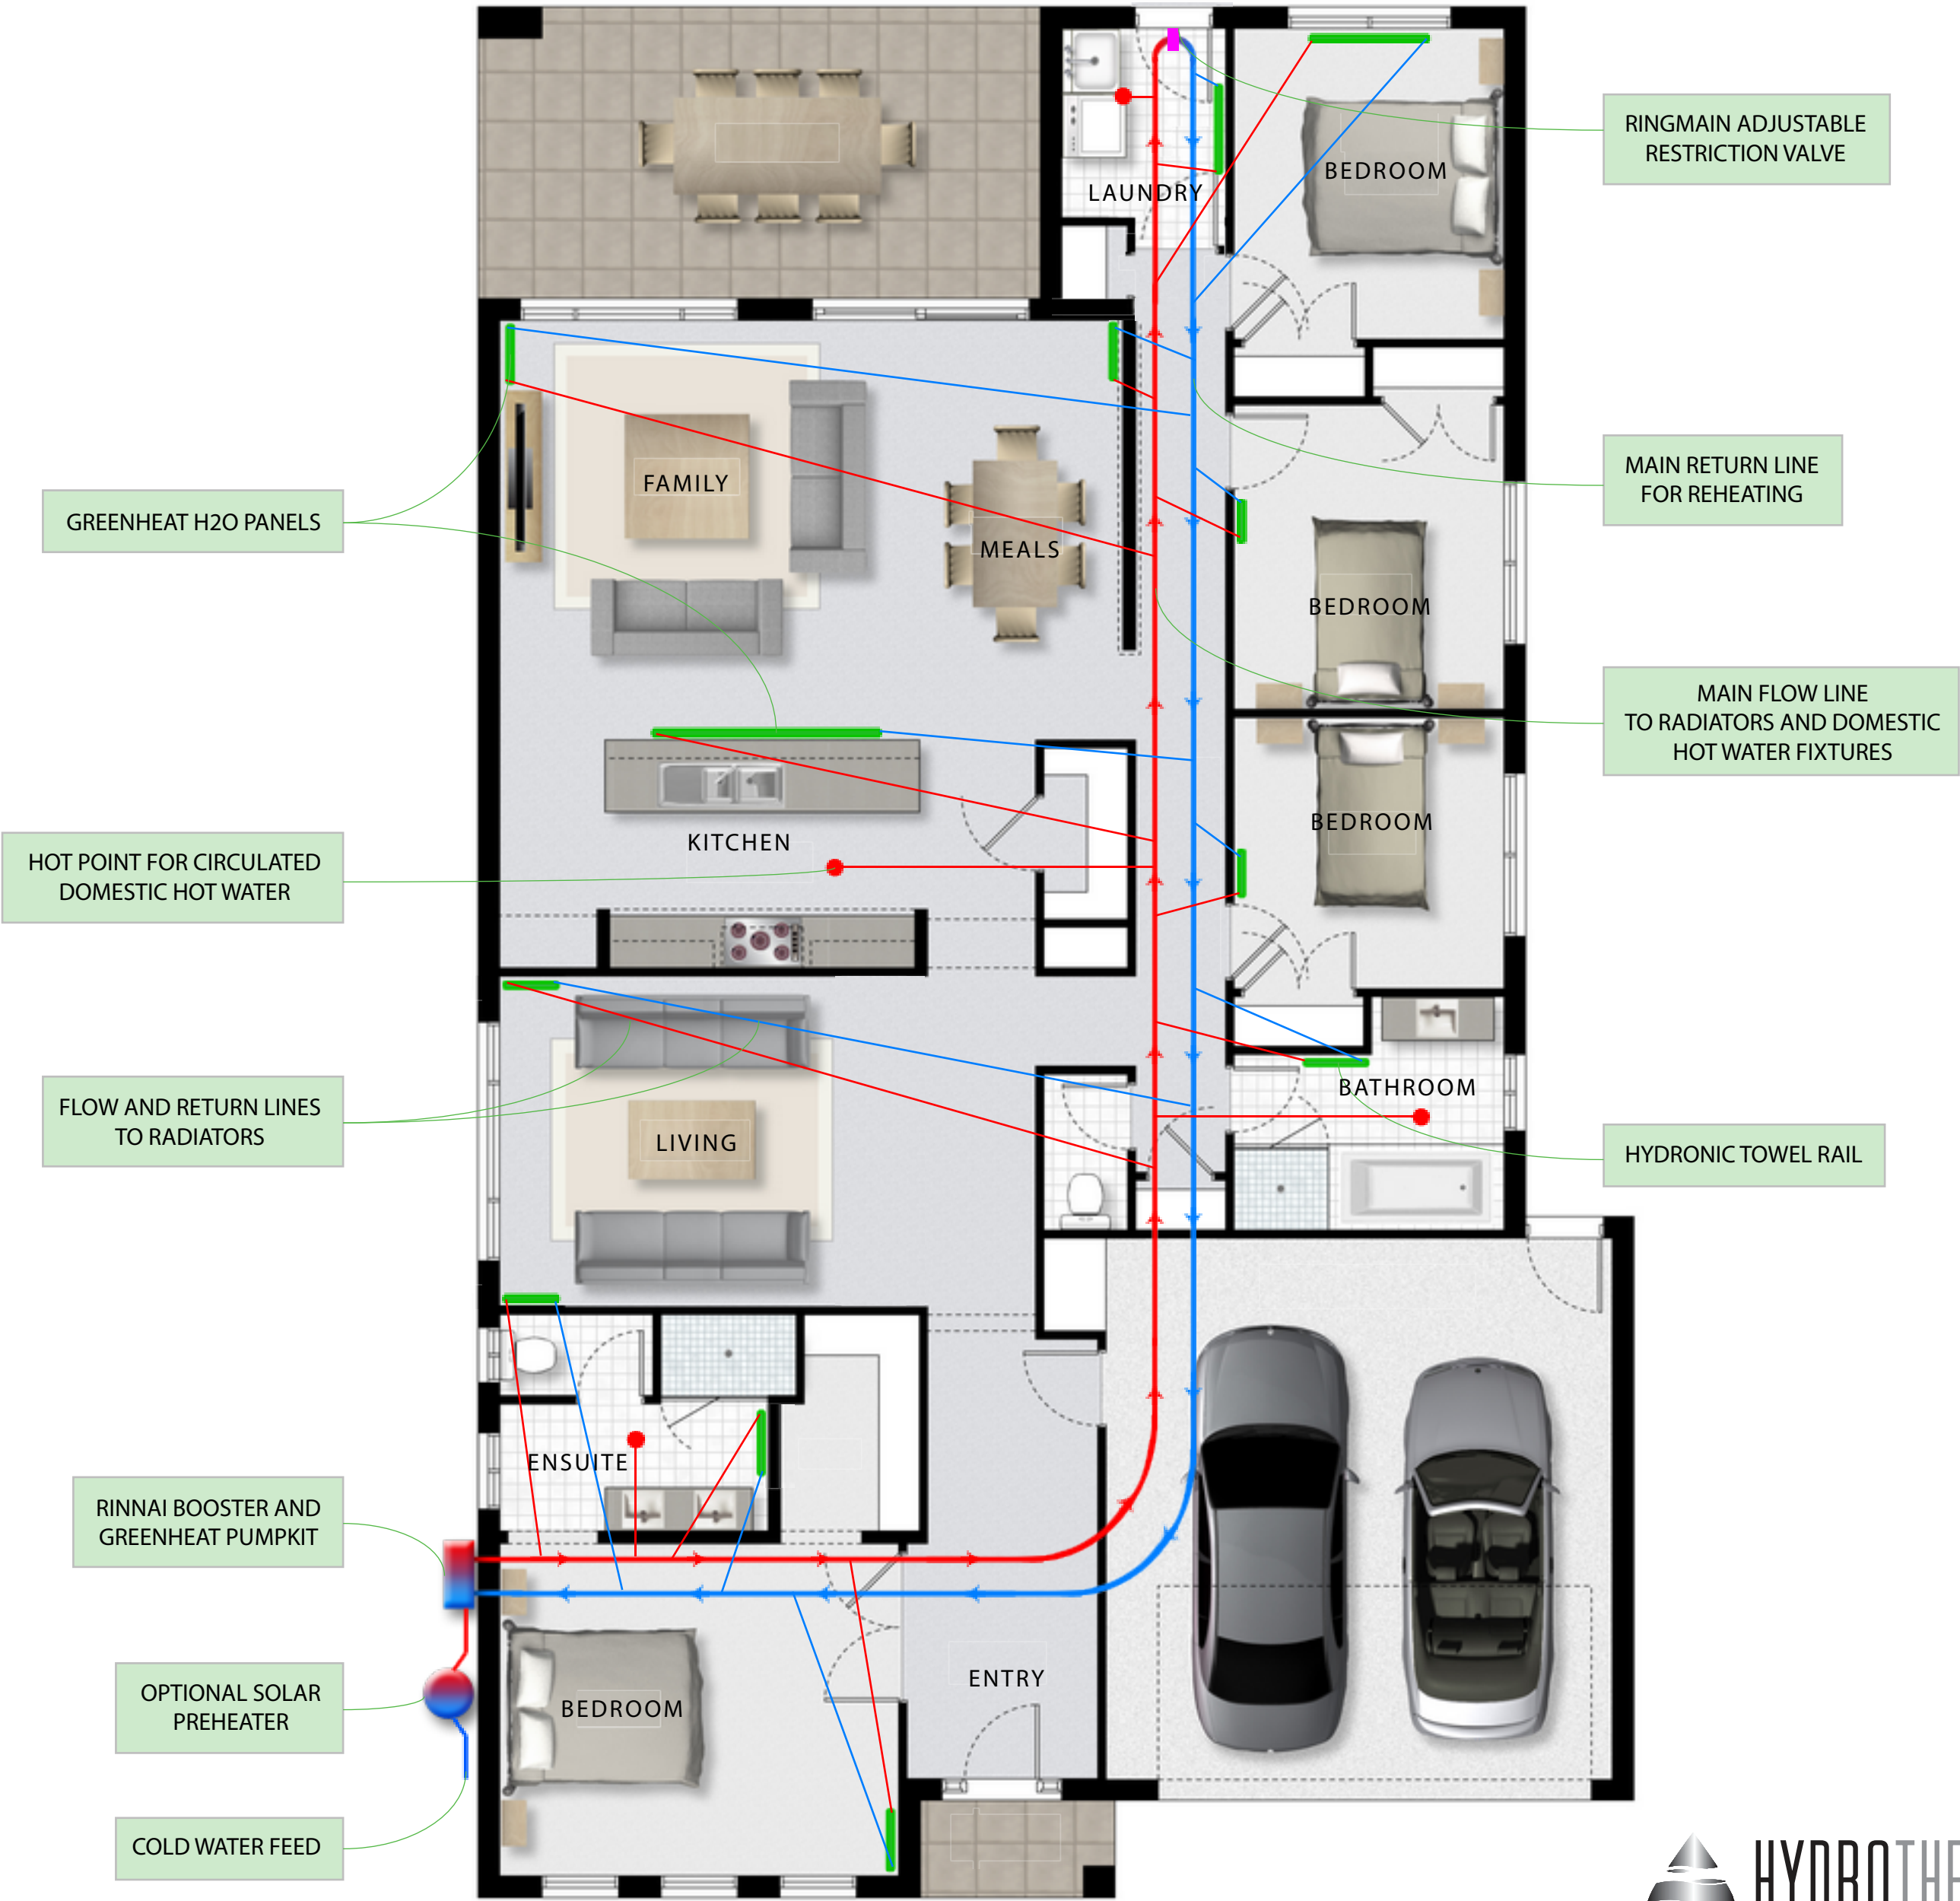 RINGMAIN ADJUSTABLE
RESTRICTION VALVE
BEDROOM
LAUNDRY
MAIN RETURN LINE
FOR REHEATING
FAMILY
GREENHEAT H2O PANELS
MEALS
BEDROOM
MAIN FLOW LINE
TO RADIATORS AND DOMESTIC
HOT WATER FIXTURES
BEDROOM
KITCHEN
HOT POINT FOR CIRCULATED
DOMESTIC HOT WATER
BATHROOM
FLOW AND RETURN LINES
TO RADIATORS
LIVING
HYDRONIC TOWEL RAIL
ENSUITE
RINNAI BOOSTER AND
GREENHEAT PUMPKIT
ENTRY
OPTIONAL SOLAR
PREHEATER
BEDROOM
COLD WATER FEED
HYDROTHE